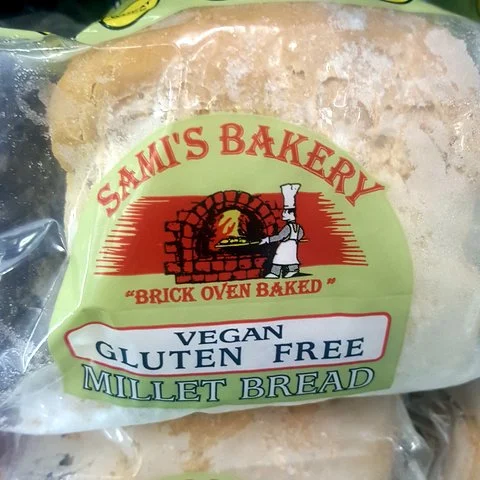 SAMI'S BAKERY
"BRICK OVEN BAKED"
VEGAN
GLUTEN FREE
MILLET BREAD